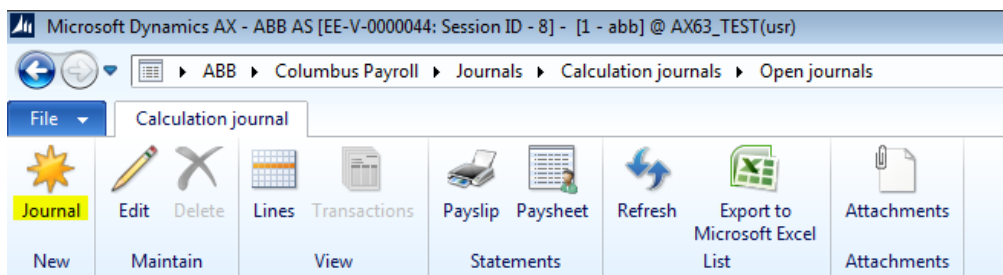 Microsoft Dynamics AX - ABB AS [EE-V-0000044: Session ID - 8] - [1 - abb] @ AX63_TEST(usr)
ABB Columbus Payroll Journals Calculation journals Open journals
File Calculation journal
Journal Edit Delete Lines Transactions Payslip Paysheet Refresh Export to Attachments
Microsoft Excel
New Maintain View Statements List Attachments